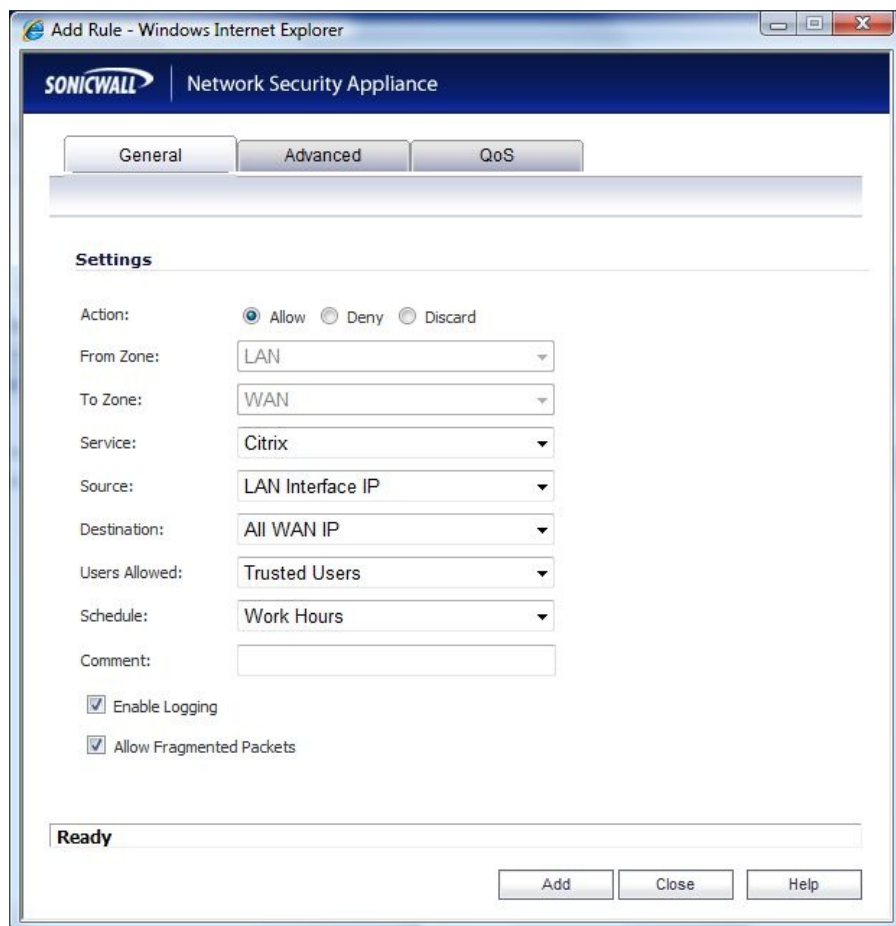 Add Rule - Windows Internet Explorer
SONICWALL Network Security Appliance
General Advanced QoS
Settings
Action: Allow Deny Discard
From Zone: LAN
To Zone: WAN
Service: Citrix
Source: LAN Interface IP
Destination: All WAN IP
Users Allowed: Trusted Users
Schedule: Work Hours
Comment:
Enable Logging
Allow Fragmented Packets
Ready
Add Close Help